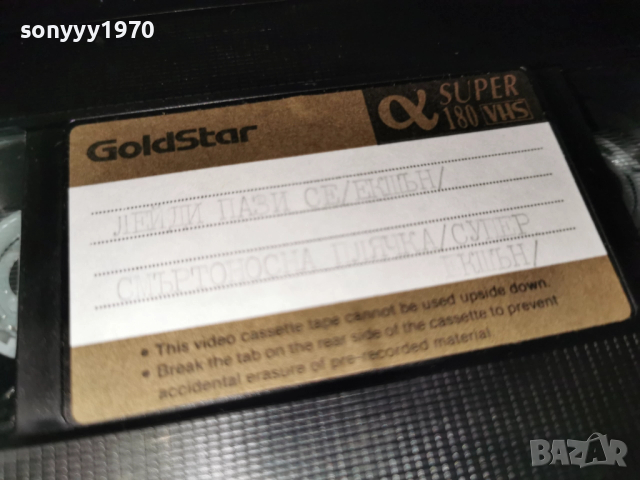 sonyyy1970
GoldStar
α SUPER
180 VHS
ЛЕЙДИ ПАЗИ СЕ/ЕКШЪН/
СМЪРТОНОСНА ПЛЯЧКА/СУПЕР
ЕКШЪН/
• This video cassette tape cannot be used upside down.
• Break the tab on the rear side of the cassette to prevent
accidental erasure of pre-recorded material.
BAZAR